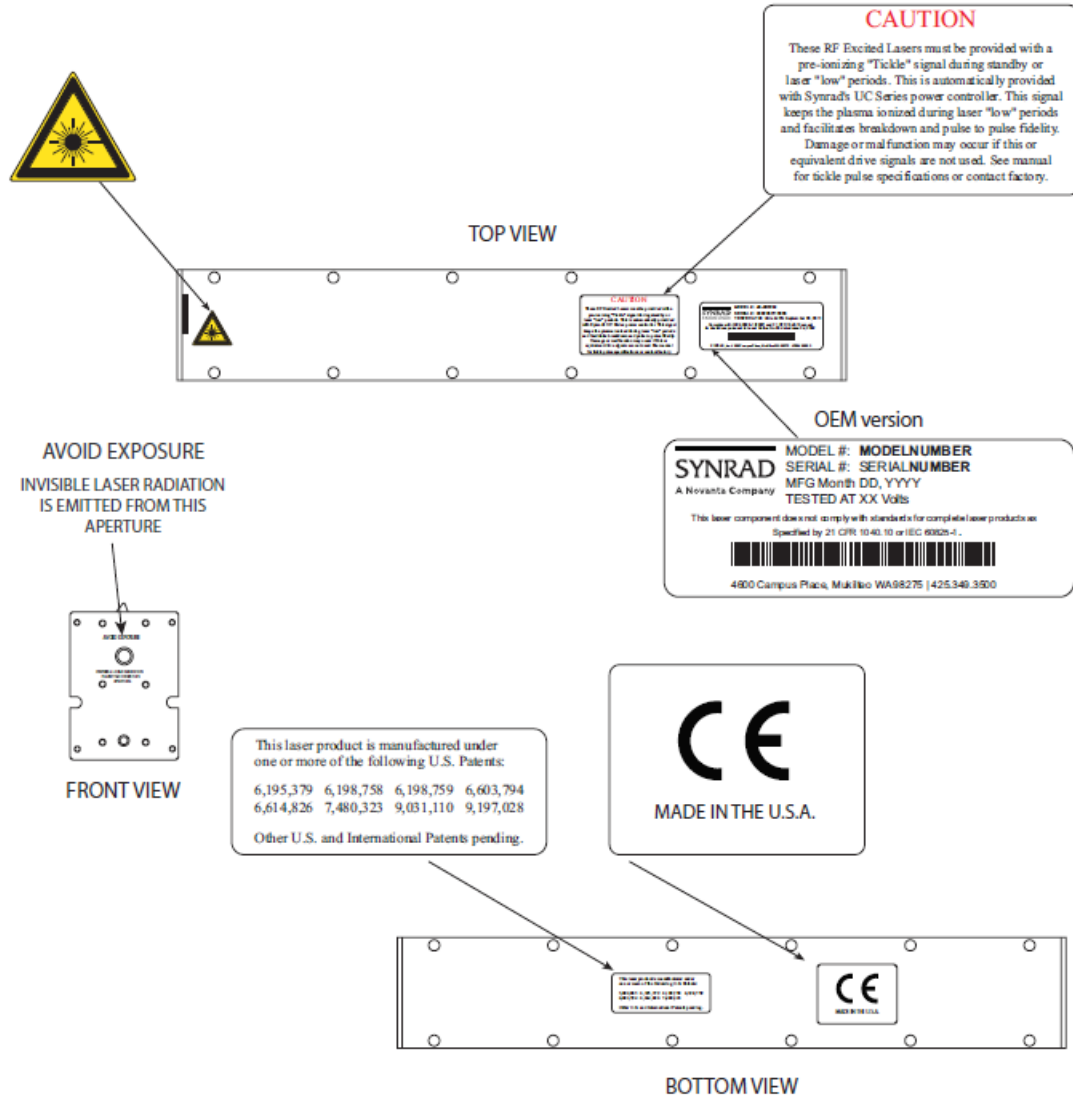 CAUTION
These RF Excited Lasers must be provided with a
pre-ionizing "Tickle" signal during standby or
laser "low" periods. This is automatically provided
with Synrad's UC Series power controller. This signal
keeps the plasma ionized during laser "low" periods
and facilitates breakdown and pulse to pulse fidelity.
Damage or malfunction may occur if this or
equivalent drive signals are not used. See manual
for tickle pulse specifications or contact factory.
TOP VIEW
CAUTION
SYNRAD
OEM version
SYNRAD
A Novanta Company
MODEL #: MODELNUMBER
SERIAL #: SERIALNUMBER
MFG Month DD, YYYY
TESTED AT XX Volts
This laser component does not comply with standards for complete laser products as
Specified by 21 CFR 1040.10 or IEC 60825-1.
4600 Campus Place, Mukilteo WA98275 | 425.349.3500
AVOID EXPOSURE
INVISIBLE LASER RADIATION
IS EMITTED FROM THIS
APERTURE
AVOID EXPOSURE
FRONT VIEW
This laser product is manufactured under
one or more of the following U.S. Patents:
6,195,379 6,198,758 6,198,759 6,603,794
6,614,826 7,480,323 9,031,110 9,197,028
Other U.S. and International Patents pending.
CE
MADE IN THE U.S.A.
CE
MADE IN THE U.S.A.
BOTTOM VIEW